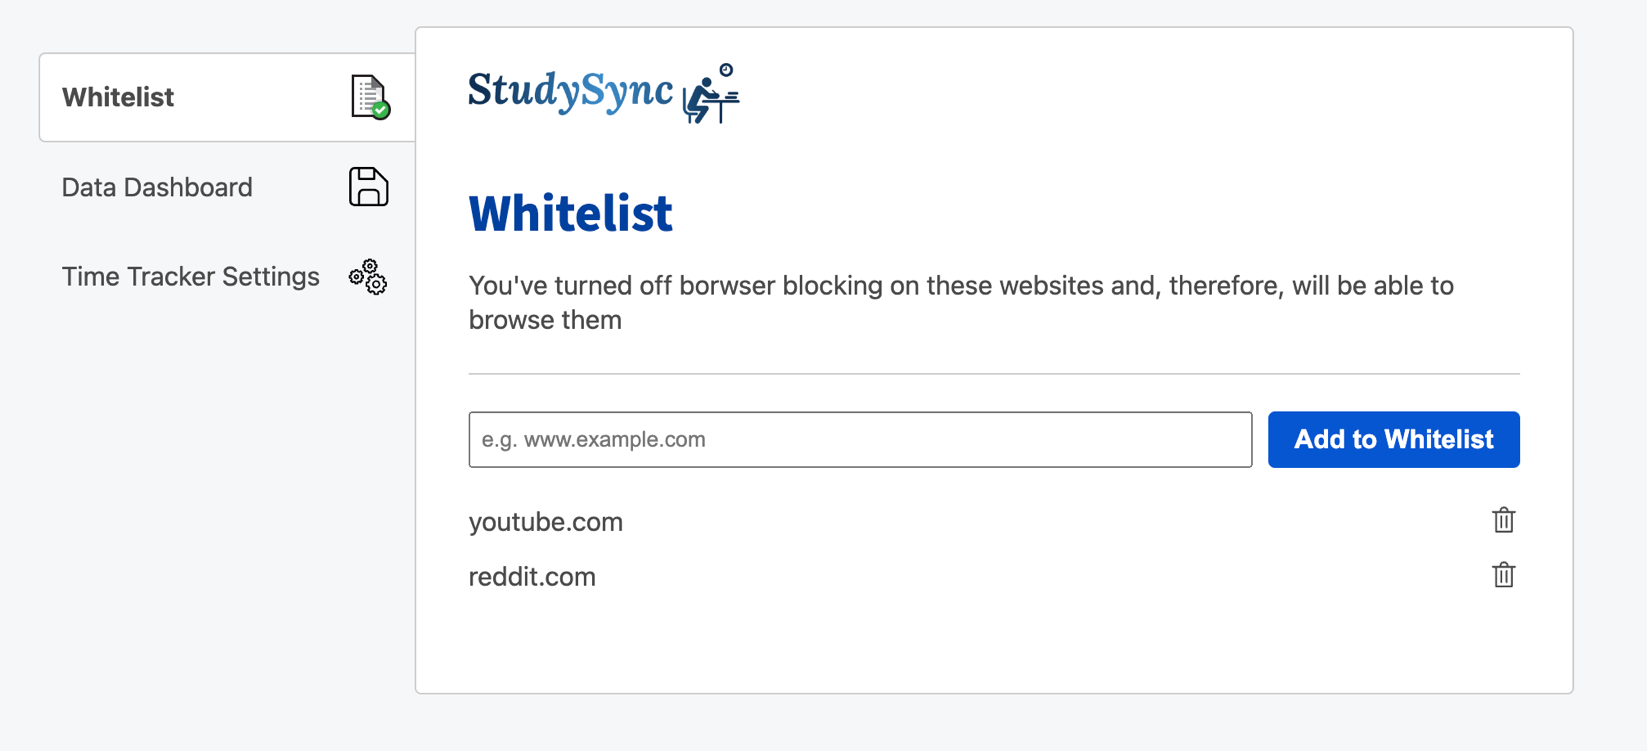 Whitelist
Data Dashboard
Time Tracker Settings
StudySync
Whitelist
You've turned off borwser blocking on these websites and, therefore, will be able to
browse them
e.g. www.example.com
Add to Whitelist
youtube.com
reddit.com